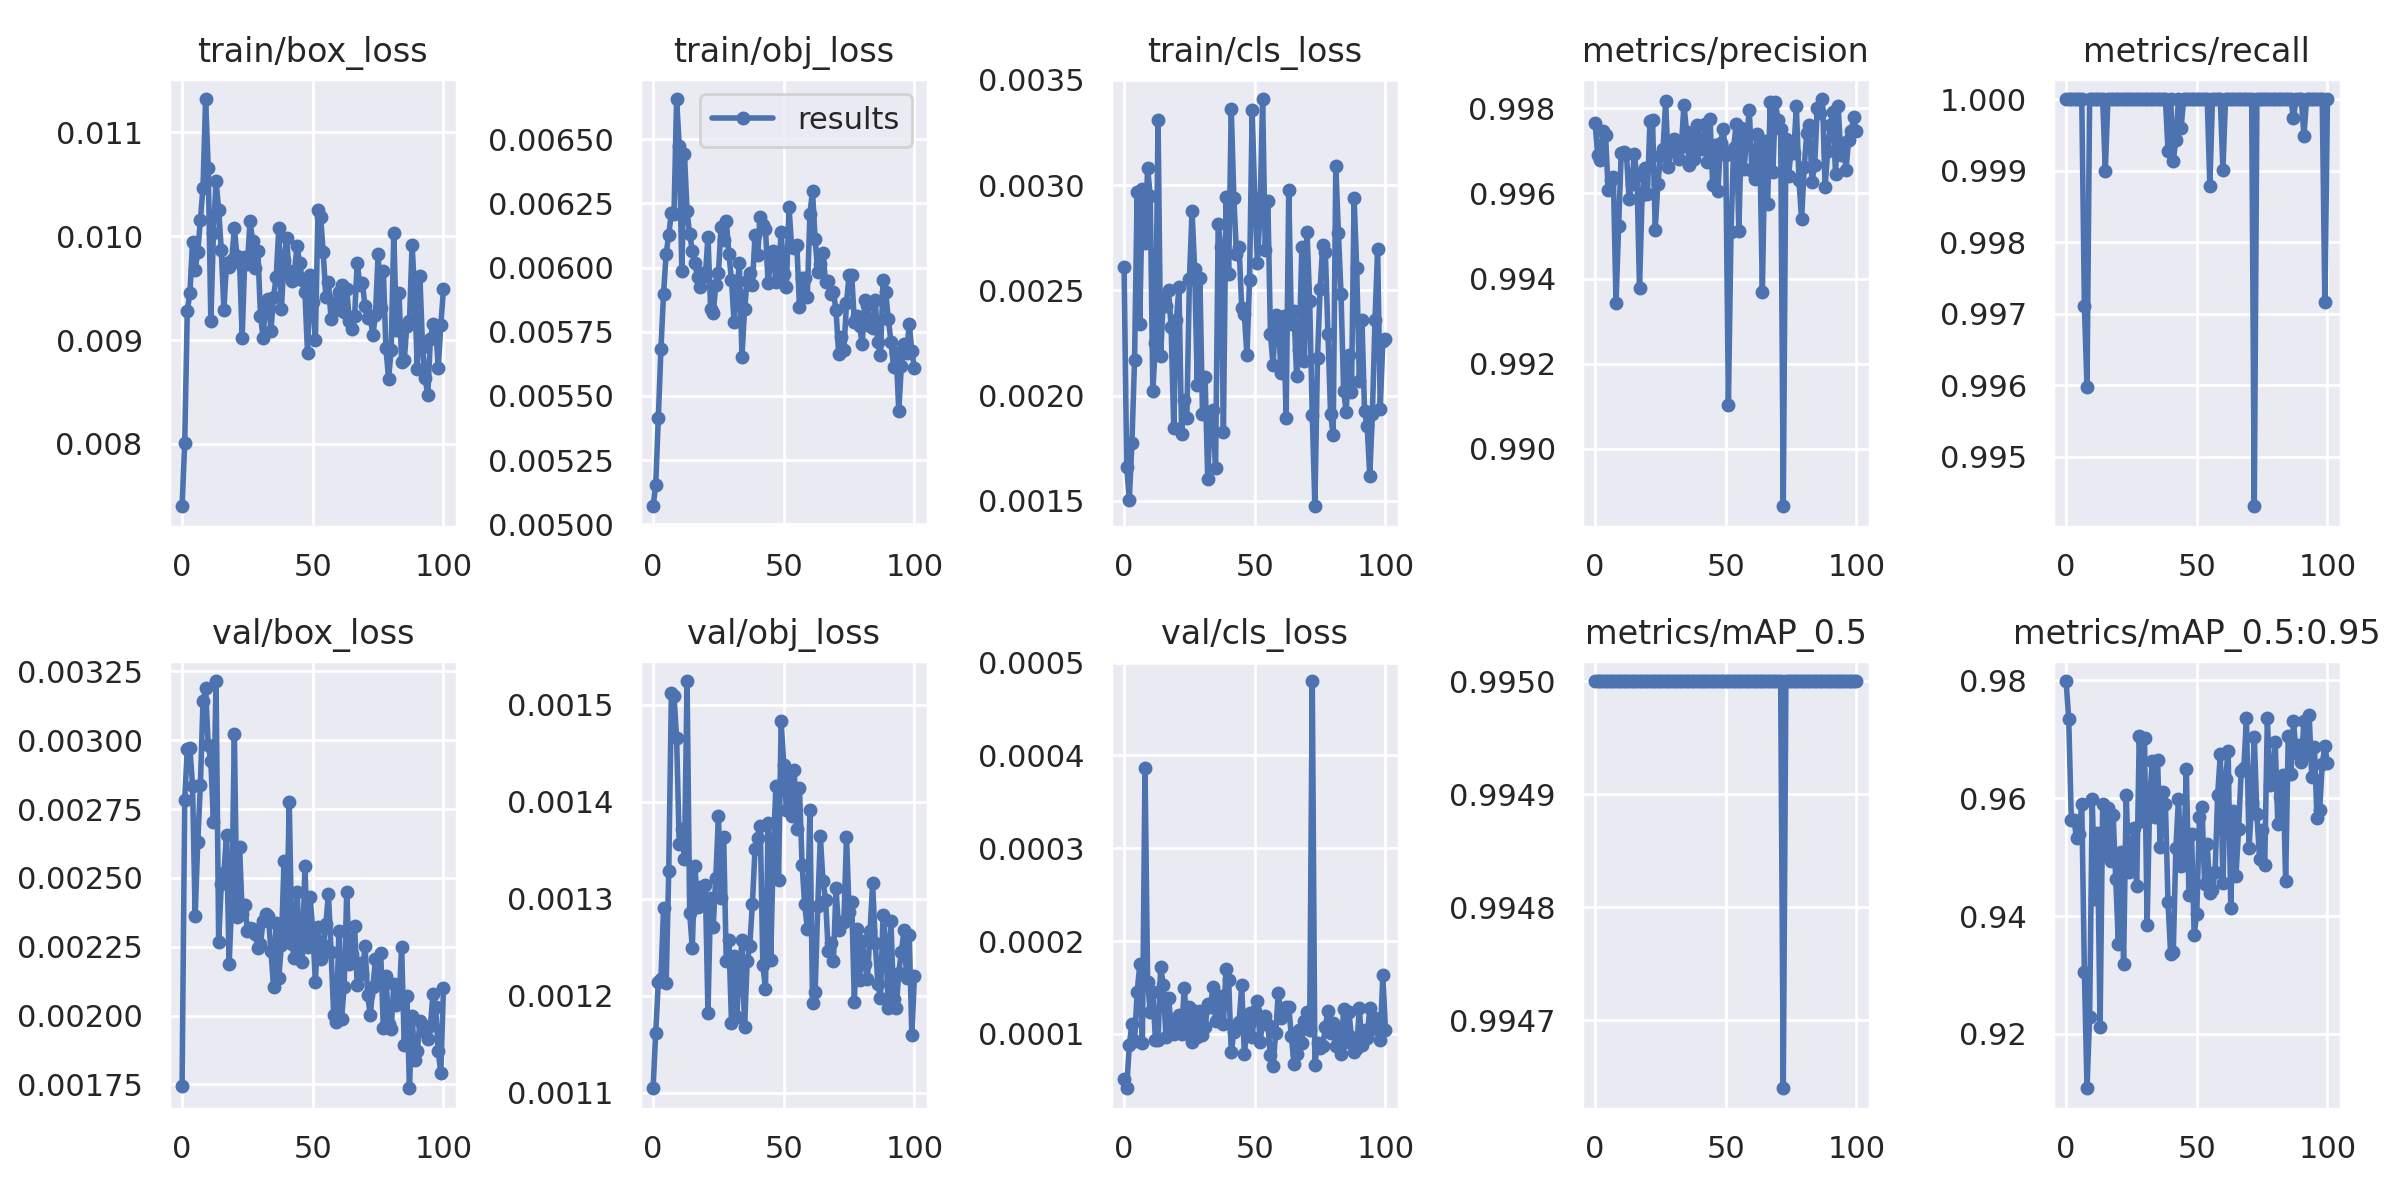 train/box_loss
0.011
0.010
0.009
0.008
0 50 100
train/obj_loss
results
0.00650
0.00625
0.00600
0.00575
0.00550
0.00525
0.00500
0 50 100
train/cls_loss
0.0035
0.0030
0.0025
0.0020
0.0015
0 50 100
metrics/precision
0.998
0.996
0.994
0.992
0.990
0 50 100
metrics/recall
1.000
0.999
0.998
0.997
0.996
0.995
0 50 100
val/box_loss
0.00325
0.00300
0.00275
0.00250
0.00225
0.00200
0.00175
0 50 100
val/obj_loss
0.0015
0.0014
0.0013
0.0012
0.0011
0 50 100
val/cls_loss
0.0005
0.0004
0.0003
0.0002
0.0001
0 50 100
metrics/mAP_0.5
0.9950
0.9949
0.9948
0.9947
0 50 100
metrics/mAP_0.5:0.95
0.98
0.96
0.94
0.92
0 50 100